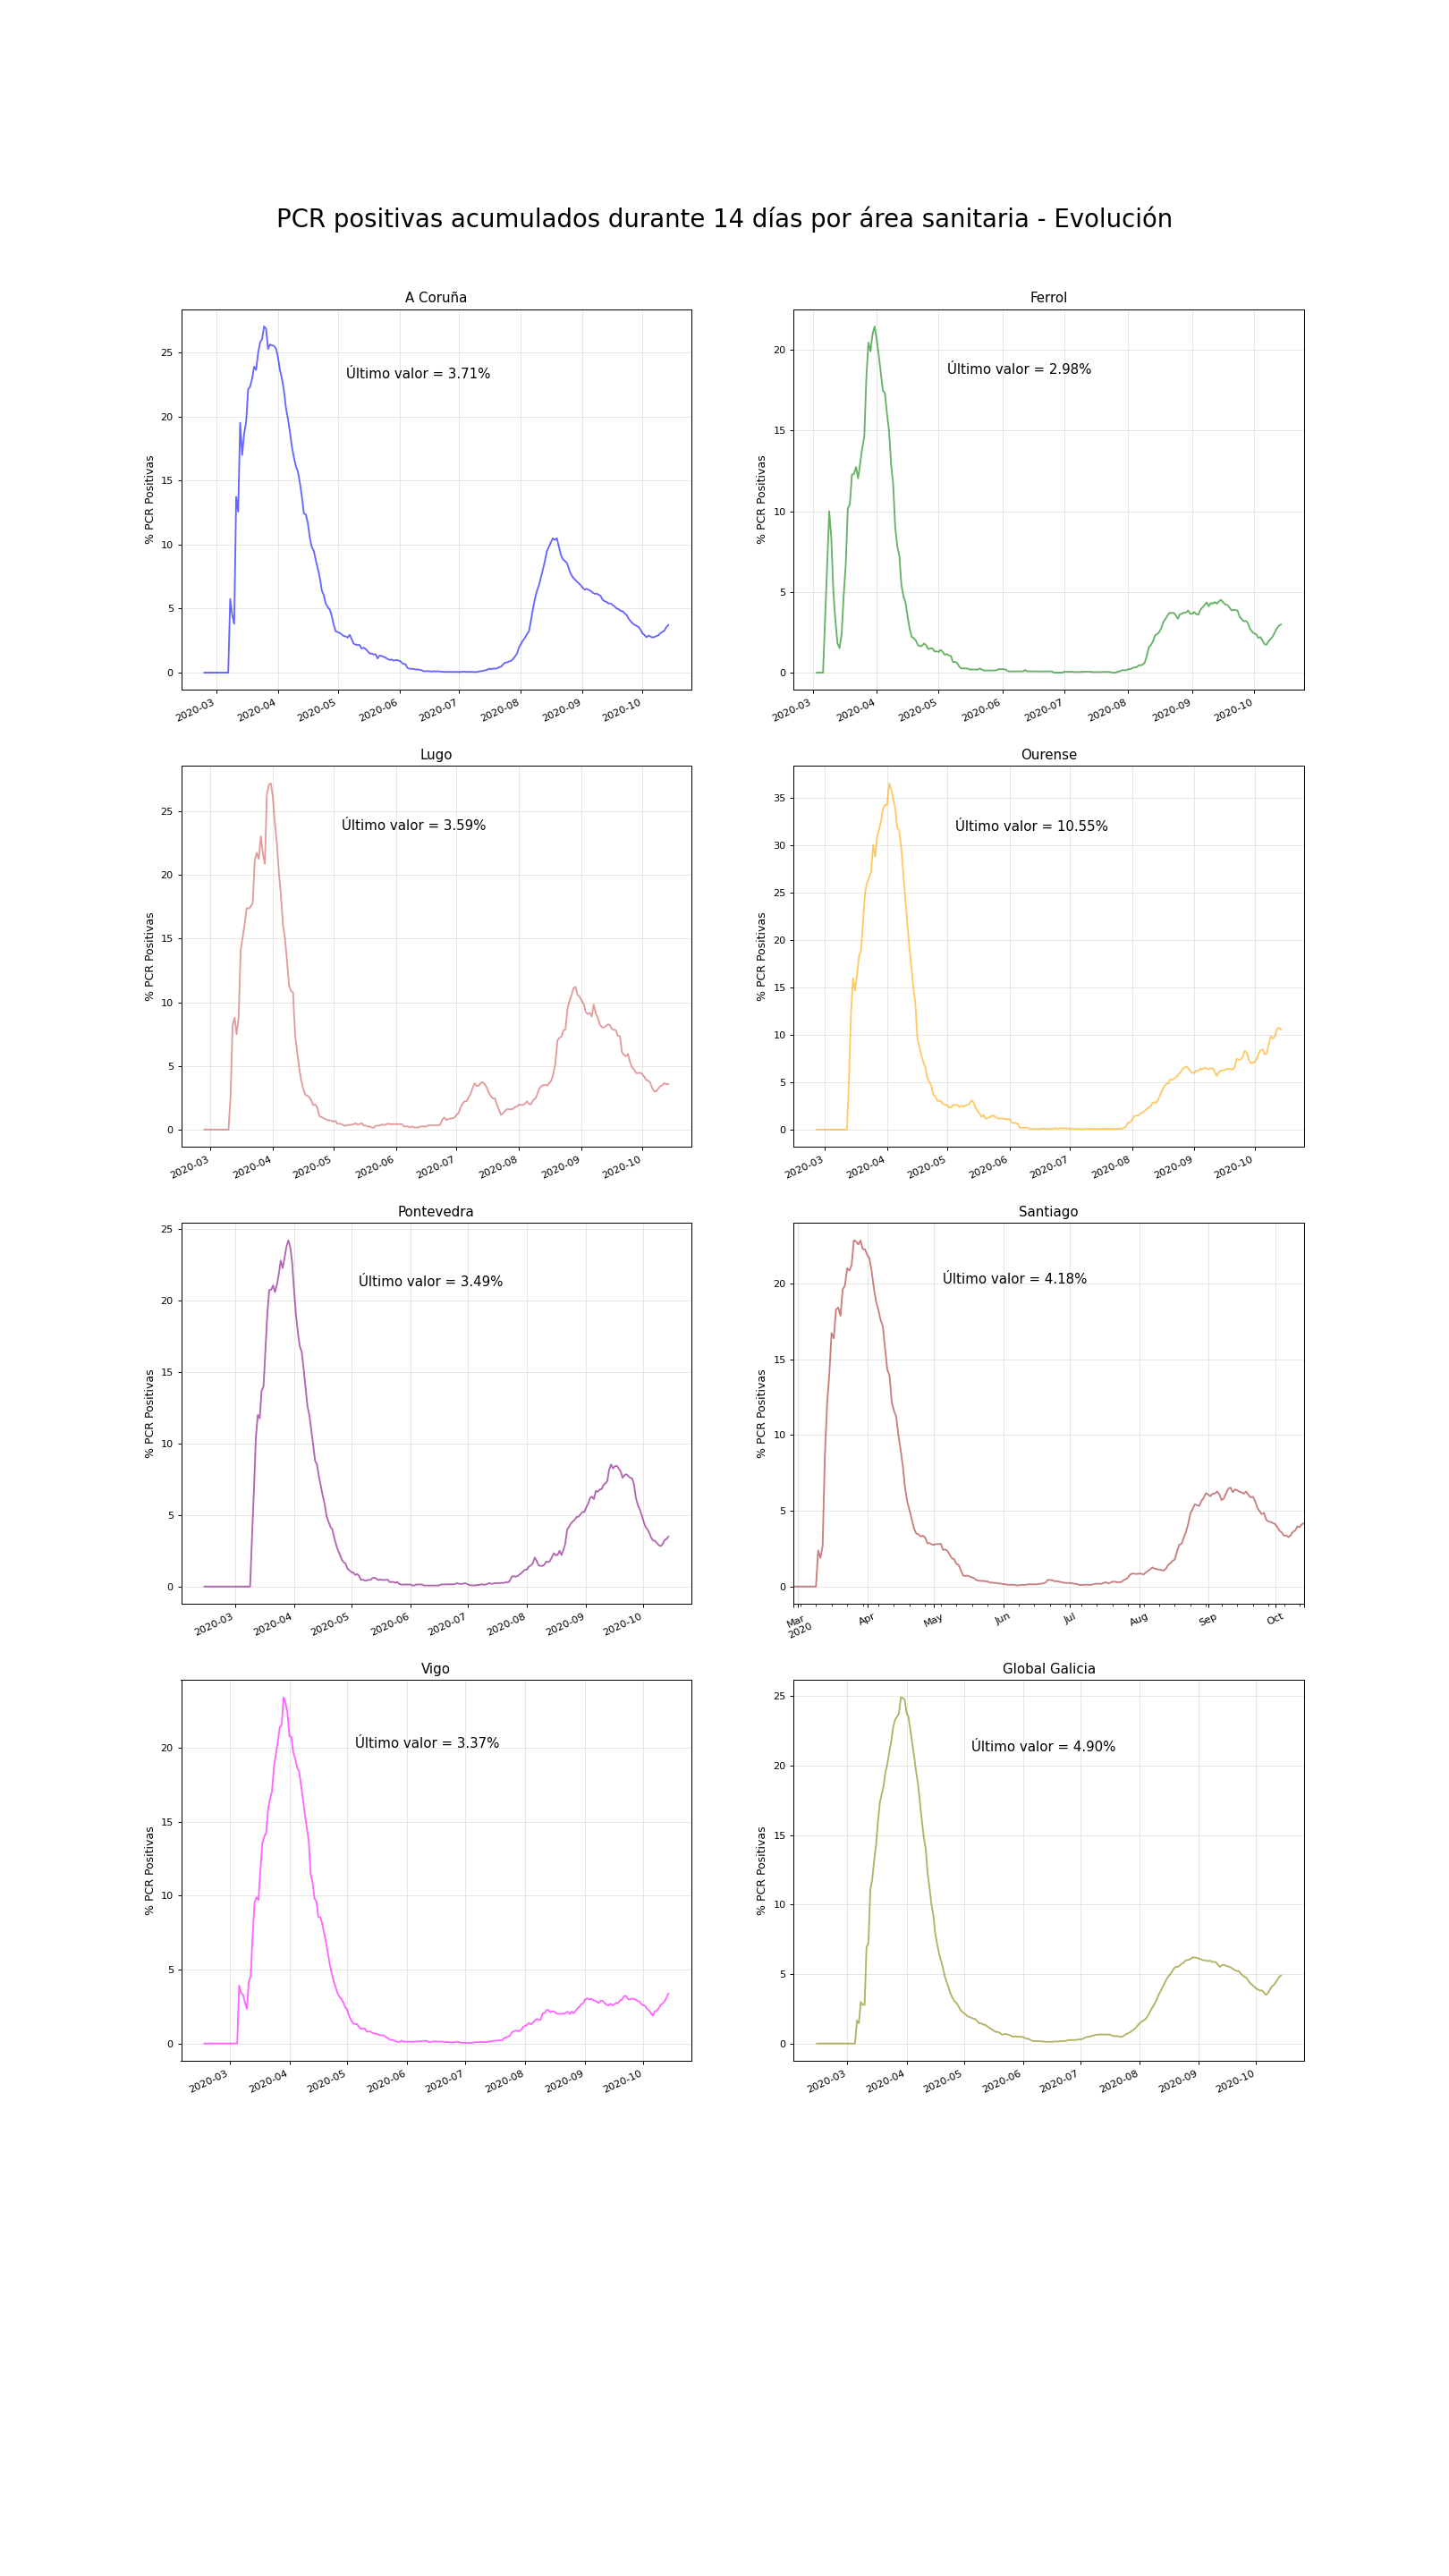 PCR positivas acumulados durante 14 días por área sanitaria - Evolución
A Coruña
% PCR Positivas
25
20
15
10
5
0
Último valor = 3.71%
2020-03 2020-04 2020-05 2020-06 2020-07 2020-08 2020-09 2020-10
Ferrol
% PCR Positivas
20
15
10
5
0
Último valor = 2.98%
2020-03 2020-04 2020-05 2020-06 2020-07 2020-08 2020-09 2020-10
Lugo
% PCR Positivas
25
20
15
10
5
0
Último valor = 3.59%
2020-03 2020-04 2020-05 2020-06 2020-07 2020-08 2020-09 2020-10
Ourense
% PCR Positivas
35
30
25
20
15
10
5
0
Último valor = 10.55%
2020-03 2020-04 2020-05 2020-06 2020-07 2020-08 2020-09 2020-10
Pontevedra
% PCR Positivas
25
20
15
10
5
0
Último valor = 3.49%
2020-03 2020-04 2020-05 2020-06 2020-07 2020-08 2020-09 2020-10
Santiago
% PCR Positivas
20
15
10
5
0
Último valor = 4.18%
Mar Apr May Jun Jul Aug Sep Oct
2020
Vigo
% PCR Positivas
20
15
10
5
0
Último valor = 3.37%
2020-03 2020-04 2020-05 2020-06 2020-07 2020-08 2020-09 2020-10
Global Galicia
% PCR Positivas
25
20
15
10
5
0
Último valor = 4.90%
2020-03 2020-04 2020-05 2020-06 2020-07 2020-08 2020-09 2020-10